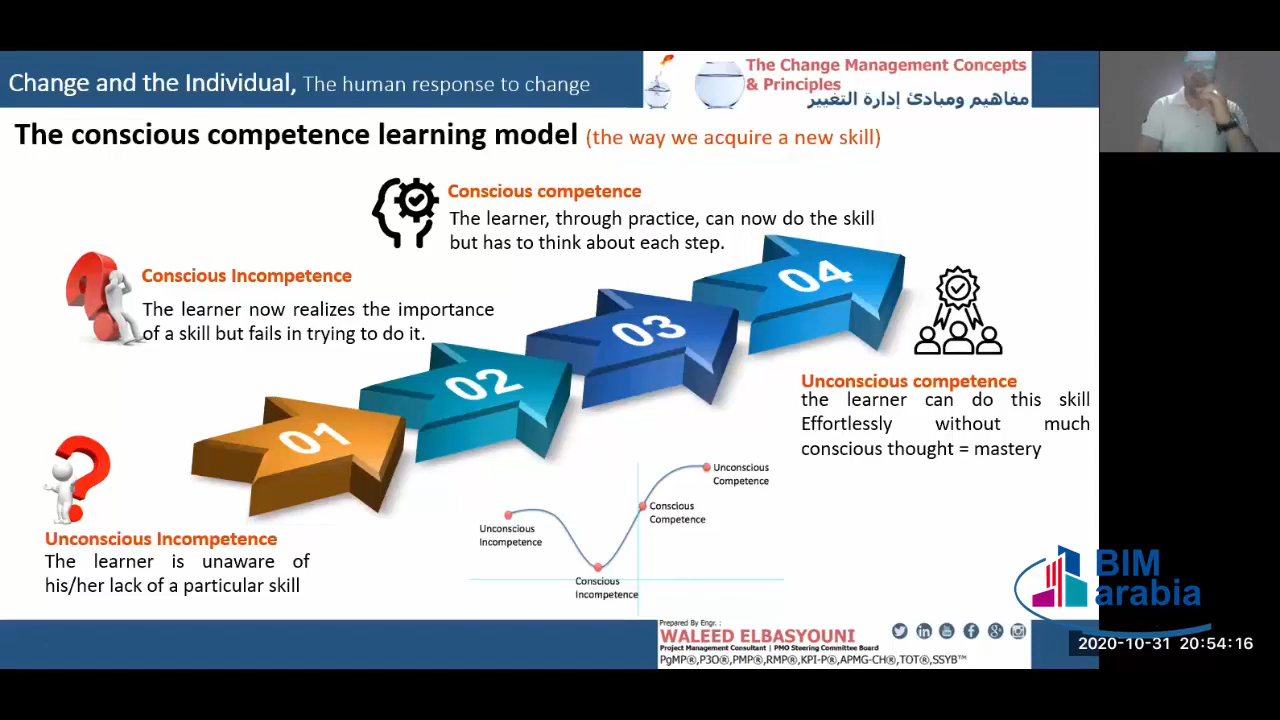 Change and the Individual, The human response to change
The Change Management Concepts
& Principles
مفاهيم ومبادئ إدارة التغيير
The conscious competence learning model (the way we acquire a new skill)
Conscious competence
The learner, through practice, can now do the skill
but has to think about each step.
Conscious Incompetence
The learner now realizes the importance
of a skill but fails in trying to do it.
04
03
02
01
Unconscious competence
the learner can do this skill
Effortlessly without much
conscious thought = mastery
Unconscious Incompetence
The learner is unaware of
his/her lack of a particular skill
Unconscious
Competence
Conscious
Competence
Unconscious
Incompetence
Conscious
Incompetence
BIM
arabia
Prepared By Engr. :
WALEED ELBASYOUNI
Project Management Consultant | PMO Steering Committee Board
PgMP®,P3O®,PMP®,RMP®,KPI-P®,APMG-CH®,TOT®,SSYB™
2020-10-31 20:54:16